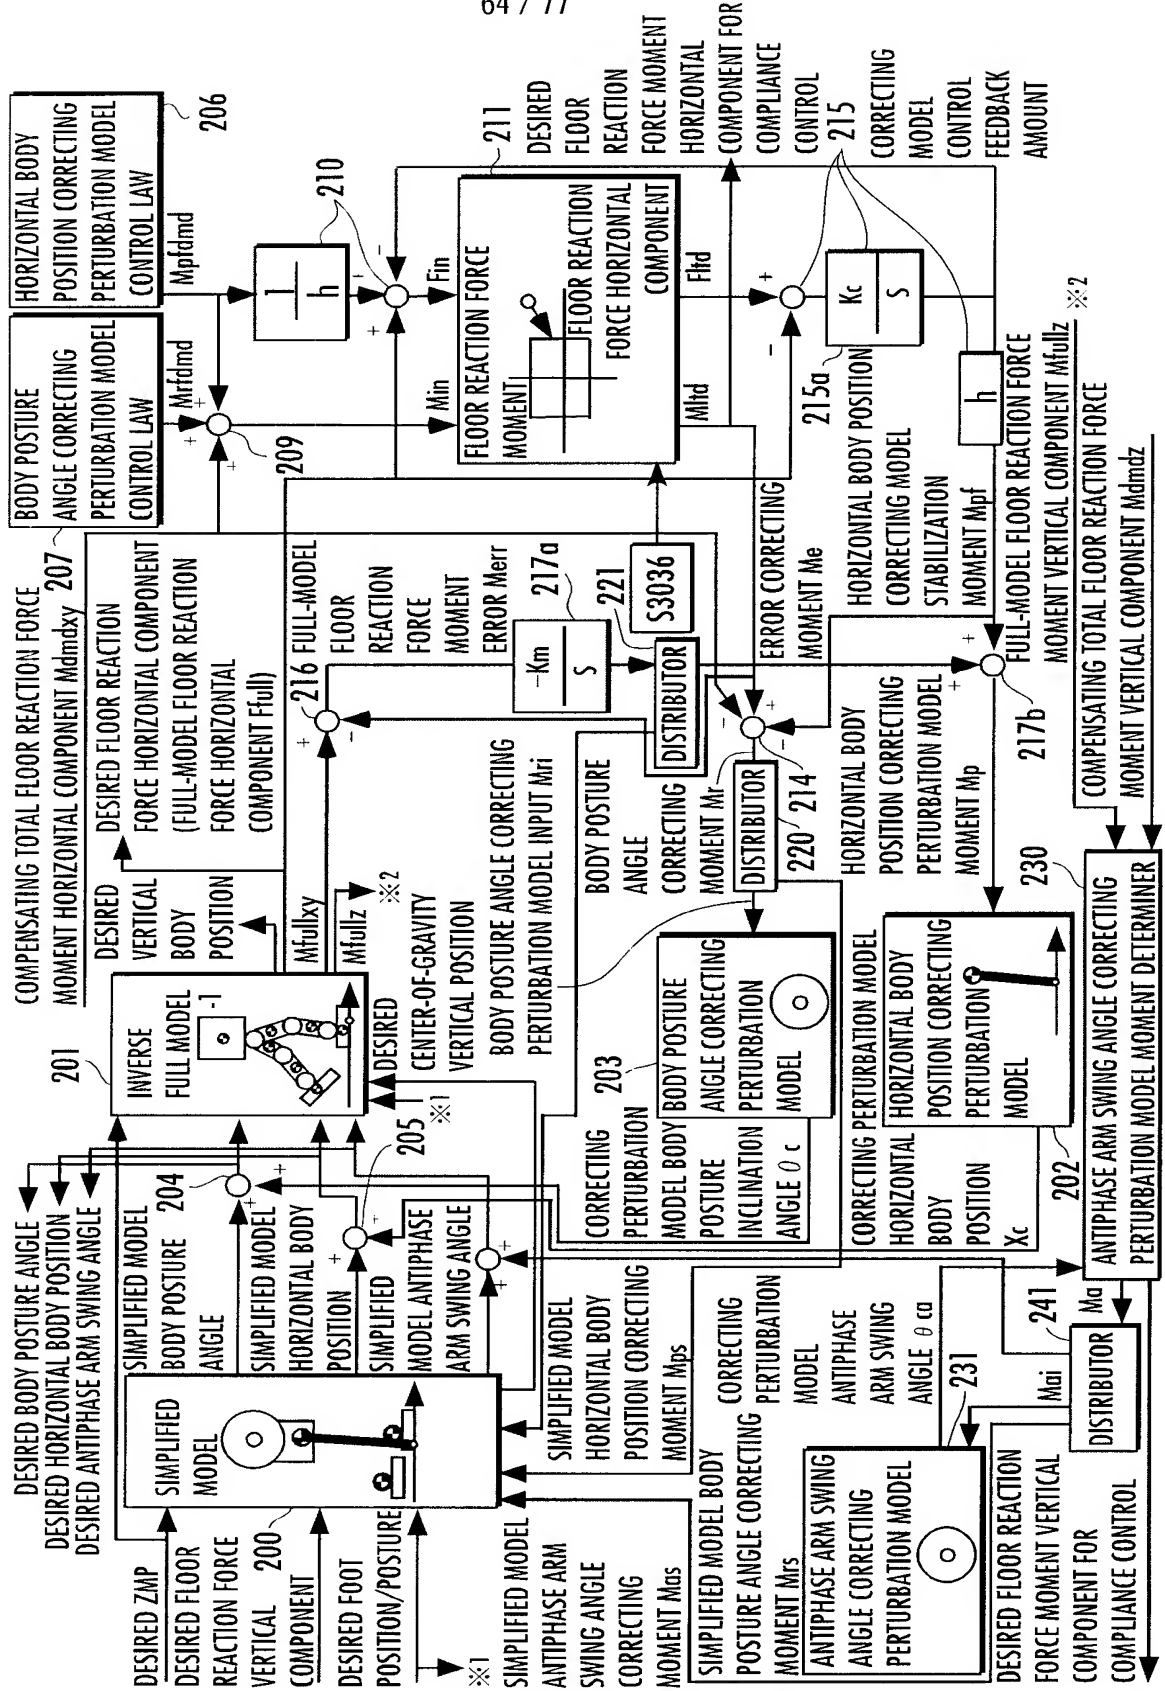 64 / 77
COMPENSATING TOTAL FLOOR REACTION FORCE
MOMENT HORIZONTAL COMPONENT Mdmdxy
207
BODY POSTURE
ANGLE CORRECTING
PERTURBATION MODEL
CONTROL LAW
HORIZONTAL BODY
POSITION CORRECTING
PERTURBATION MODEL
CONTROL LAW
206
Mrfdmd
Mpfdmd
209
1
h
210
Min
Fin
DESIRED
VERTICAL
BODY
POSITION
DESIRED FLOOR REACTION
FORCE HORIZONTAL COMPONENT
(FULL-MODEL FLOOR REACTION
FORCE HORIZONTAL
COMPONENT Ffull)
201
INVERSE
FULL MODEL
-1
Mfullxy
Mfullz
※2
DESIRED
CENTER-OF-GRAVITY
VERTICAL POSITION
※1
216
FULL-MODEL
FLOOR
REACTION
FORCE
MOMENT
ERROR Merr
217a
-Km
S
221
DISTRIBUTOR
S3036
FLOOR REACTION FORCE
MOMENT
FLOOR REACTION
FORCE HORIZONTAL
COMPONENT
211
DESIRED
FLOOR
REACTION
FORCE MOMENT
HORIZONTAL
COMPONENT FOR
COMPLIANCE
CONTROL
Mltd
Fltd
215
CORRECTING
MODEL
CONTROL
FEEDBACK
AMOUNT
215a
Kc
S
h
ERROR CORRECTING
MOMENT Me
HORIZONTAL BODY POSITION
CORRECTING MODEL
STABILIZATION
MOMENT Mpf
DESIRED BODY POSTURE ANGLE
DESIRED HORIZONTAL BODY POSITION
DESIRED ANTIPHASE ARM SWING ANGLE
204
205
SIMPLIFIED MODEL
BODY POSTURE
ANGLE
SIMPLIFIED MODEL
HORIZONTAL BODY
POSITION
SIMPLIFIED
MODEL ANTIPHASE
ARM SWING ANGLE
SIMPLIFIED
MODEL
DESIRED ZMP
DESIRED FLOOR
REACTION FORCE
VERTICAL
COMPONENT
200
DESIRED FOOT
POSITION/POSTURE
※1
BODY POSTURE ANGLE CORRECTING
PERTURBATION MODEL INPUT Mri
BODY POSTURE
ANGLE
CORRECTING
MOMENT Mr
214
DISTRIBUTOR
220
203
BODY POSTURE
ANGLE CORRECTING
PERTURBATION
MODEL
CORRECTING
PERTURBATION
MODEL BODY
POSTURE
INCLINATION
ANGLE θc
HORIZONTAL BODY
POSITION CORRECTING
PERTURBATION MODEL
MOMENT Mp
217b
FULL-MODEL FLOOR REACTION FORCE
MOMENT VERTICAL COMPONENT Mfullz
※2
COMPENSATING TOTAL FLOOR REACTION FORCE
MOMENT VERTICAL COMPONENT Mdmdz
CORRECTING PERTURBATION MODEL
HORIZONTAL
BODY
POSITION
Xc
HORIZONTAL BODY
POSITION CORRECTING
PERTURBATION
MODEL
202
230
ANTIPHASE ARM SWING ANGLE CORRECTING
PERTURBATION MODEL MOMENT DETERMINER
SIMPLIFIED MODEL
HORIZONTAL BODY
POSITION CORRECTING
MOMENT Mps
SIMPLIFIED MODEL
ANTIPHASE ARM
SWING ANGLE
CORRECTING
MOMENT Mas
SIMPLIFIED MODEL BODY
POSTURE ANGLE CORRECTING
MOMENT Mrs
CORRECTING
PERTURBATION
MODEL
ANTIPHASE
ARM SWING
ANGLE θca
231
ANTIPHASE ARM SWING
ANGLE CORRECTING
PERTURBATION MODEL
Mai
Ma
241
DISTRIBUTOR
DESIRED FLOOR REACTION
FORCE MOMENT VERTICAL
COMPONENT FOR
COMPLIANCE CONTROL